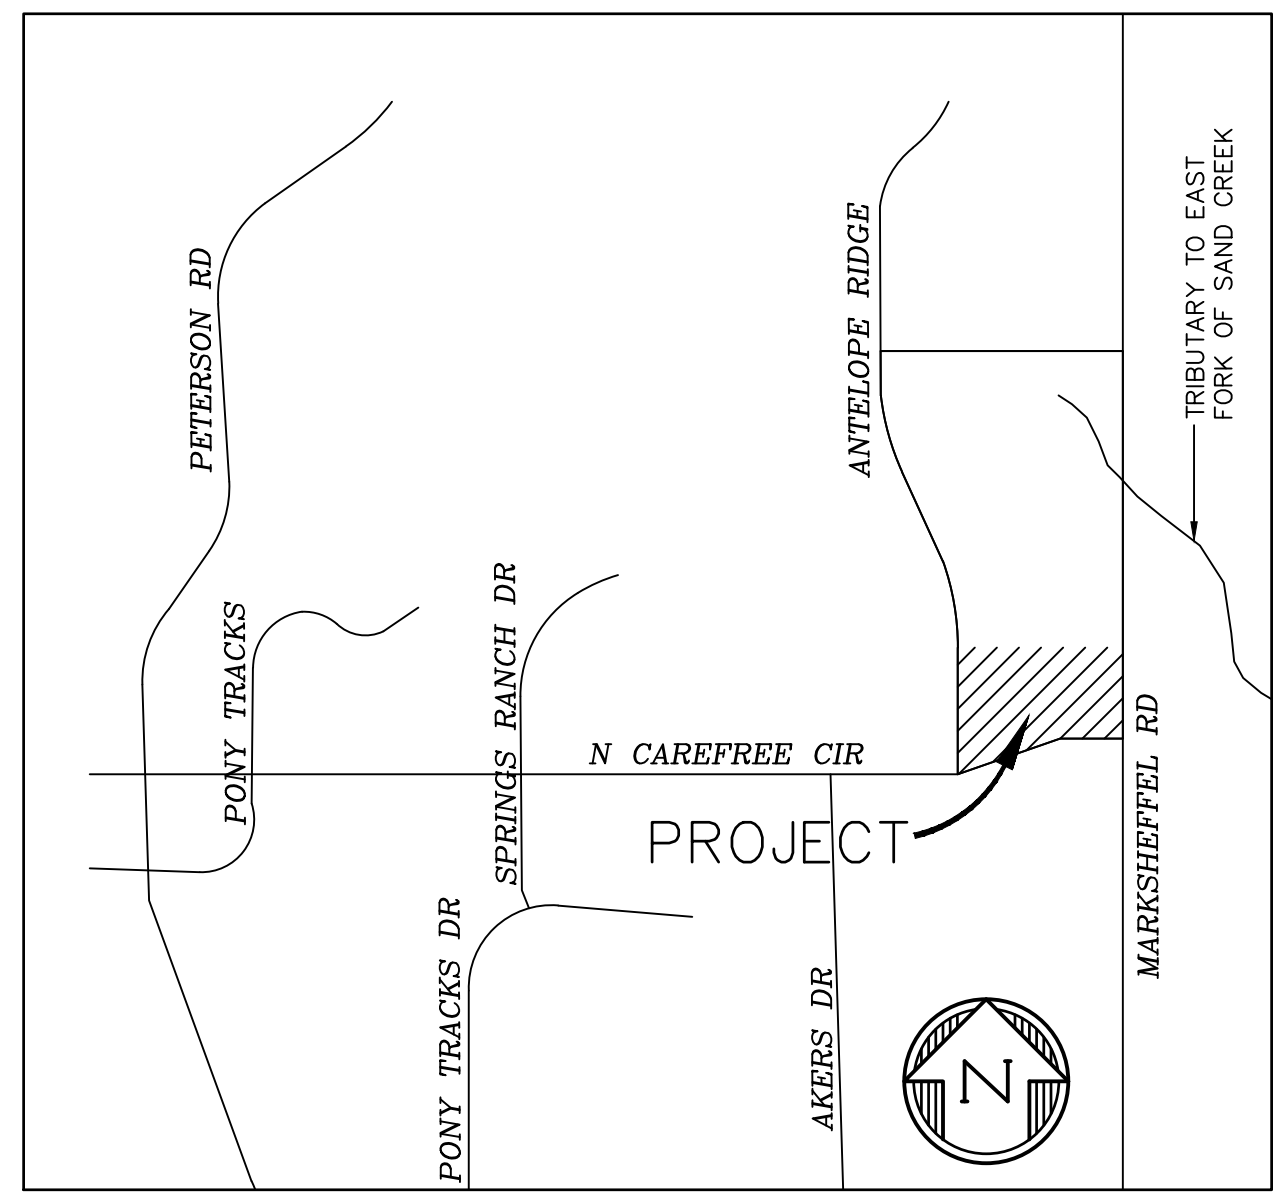 PETERSON RD
ANTELOPE RIDGE
TRIBUTARY TO EAST
FORK OF SAND CREEK
PONY TRACKS
SPRINGS RANCH DR
N CAREFREE CIR
PROJECT
MARKSHEFFEL RD
PONY TRACKS DR
AKERS DR
N